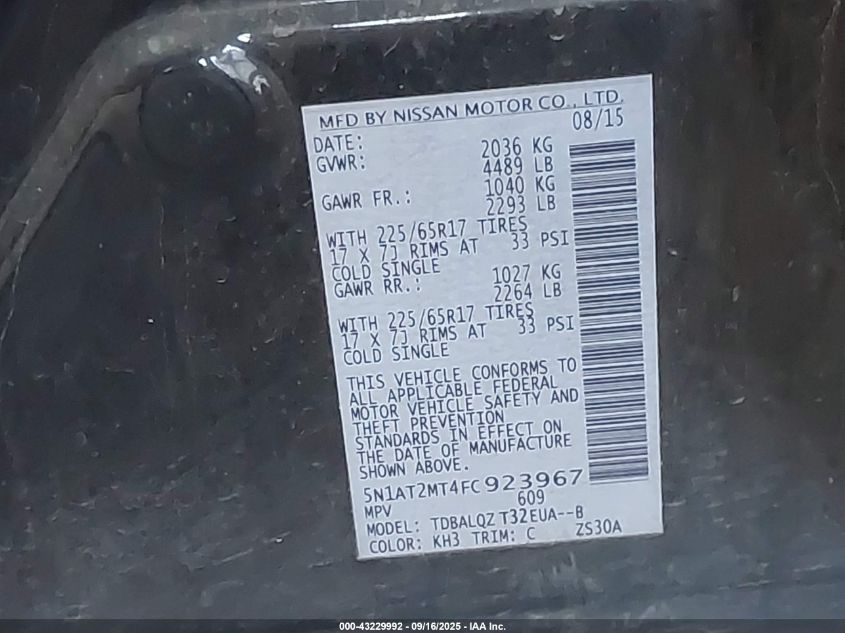 MFD BY NISSAN MOTOR CO., LTD.
DATE: 08/15
GVWR: 2036 KG
4489 LB
GAWR FR.: 1040 KG
2293 LB
WITH 225/65R17 TIRES
17 X 7J RIMS AT 33 PSI
COLD SINGLE
GAWR RR.: 1027 KG
2264 LB
WITH 225/65R17 TIRES
17 X 7J RIMS AT 33 PSI
COLD SINGLE
THIS VEHICLE CONFORMS TO
ALL APPLICABLE FEDERAL
MOTOR VEHICLE SAFETY AND
THEFT PREVENTION
STANDARDS IN EFFECT ON
THE DATE OF MANUFACTURE
SHOWN ABOVE.
5N1AT2MT4FC923967
MPV 609
MODEL: TDBALQZ T32EUA--B
COLOR: KH3 TRIM: C ZS30A
000-43229992 - 09/16/2025 - IAA Inc.